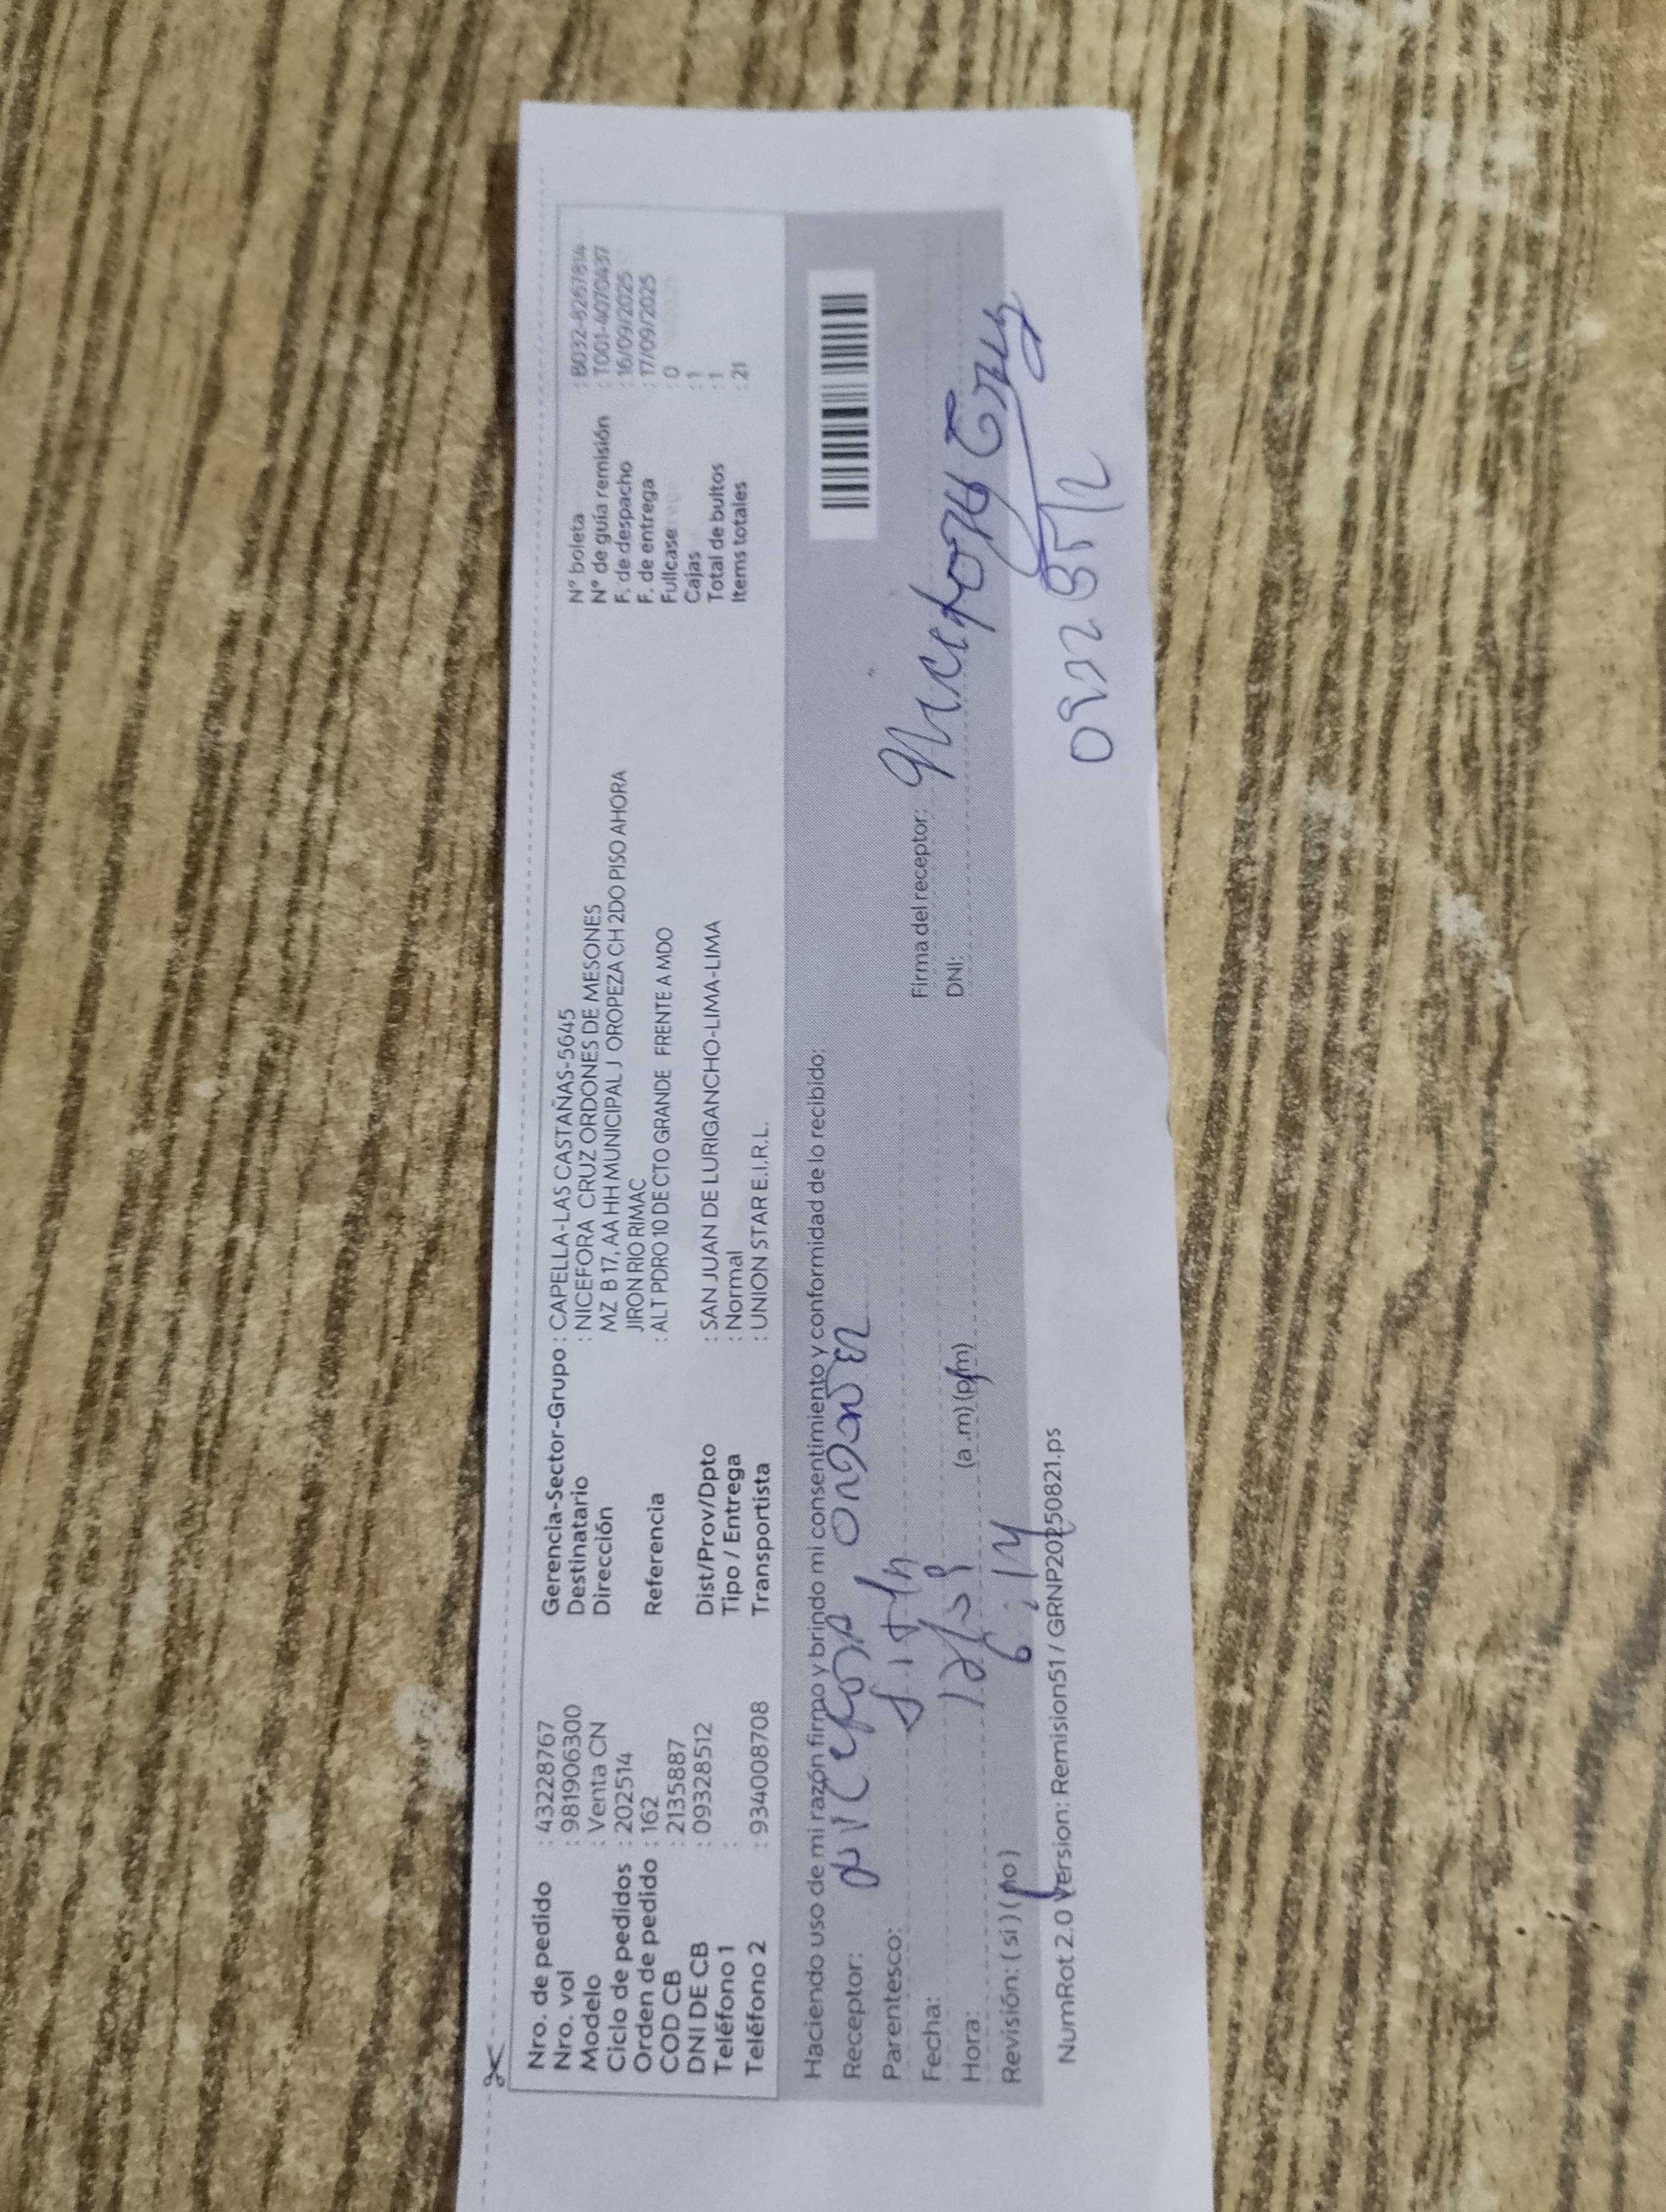 Nro. de pedido : 43228767
Nro. vol : 981906300
Modelo : Venta CN
Ciclo de pedidos : 202514
Orden de pedido : 162
COD CB : 2135887
DNI DE CB : 09328512
Teléfono 1 :
Teléfono 2 : 934008708
Gerencia-Sector-Grupo : CAPELLA-LAS CASTAÑAS-5645
Destinatario : NICEFORA CRUZ ORDONES DE MESONES
Dirección MZ B 17, AA HH MUNICIPAL J OROPEZA CH 2DO PISO AHORA
JIRON RIO RIMAC
Referencia : ALT PDRO 10 DE CTO GRANDE FRENTE A MDO
Dist/Prov/Dpto : SAN JUAN DE LURIGANCHO-LIMA-LIMA
Tipo / Entrega : Normal
Transportista : UNION STAR E.I.R.L.
N° boleta : B032-8267814
N° de guía remisión : T001-4070437
F. de despacho : 16/09/2025
F. de entrega : 17/09/2025
Fullcase : 0
Cajas : 1
Total de bultos : 1
Items totales : 21
Haciendo uso de mi razón firmo y brindo mi consentimiento y conformidad de lo recibido:
Receptor:
Parentesco:
Fecha:
Hora: 6:14 (a.m) (p.m)
Revisión: ( si ) ( no )
Firma del receptor:
DNI:
09328512
NumRot 2.0 Version: Remision51 / GRNP20250821.ps